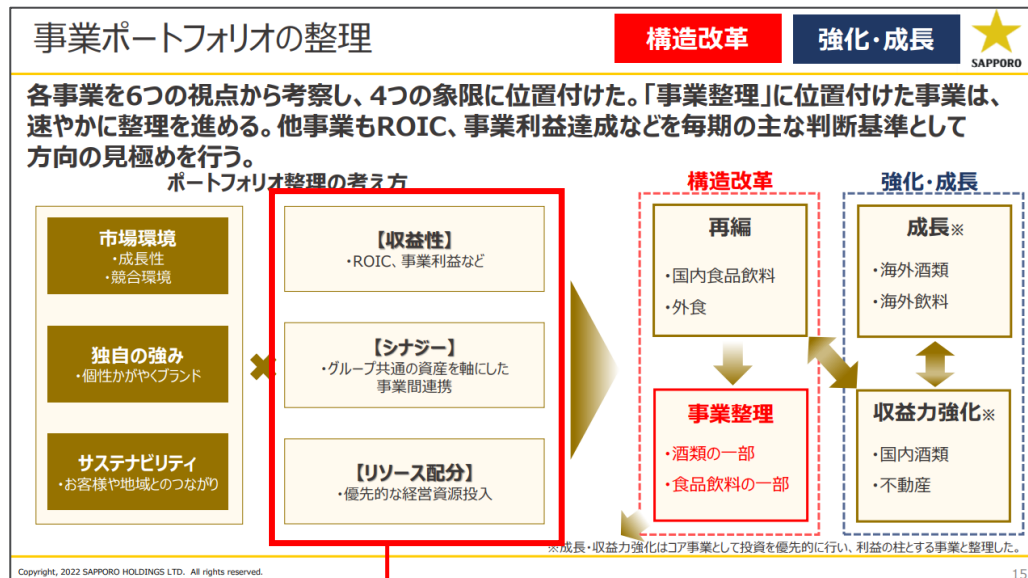 事業ポートフォリオの整理
構造改革
強化・成長
SAPPORO
各事業を6つの視点から考察し、4つの象限に位置付けた。「事業整理」に位置付けた事業は、
速やかに整理を進める。他事業もROIC、事業利益達成などを毎期の主な判断基準として
方向の見極めを行う。
ポートフォリオ整理の考え方
市場環境
・成長性
・競合環境
独自の強み
・個性かがやくブランド
サステナビリティ
・お客様や地域とのつながり
【収益性】
・ROIC、事業利益など
【シナジー】
・グループ共通の資産を軸にした
事業間連携
【リソース配分】
・優先的な経営資源投入
構造改革
再編
・国内食品飲料
・外食
事業整理
・酒類の一部
・食品飲料の一部
強化・成長
成長※
・海外酒類
・海外飲料
収益力強化※
・国内酒類
・不動産
※成長・収益力強化はコア事業として投資を優先的に行い、利益の柱とする事業と整理した。
Copyright, 2022 SAPPORO HOLDINGS LTD. All rights reserved.
15